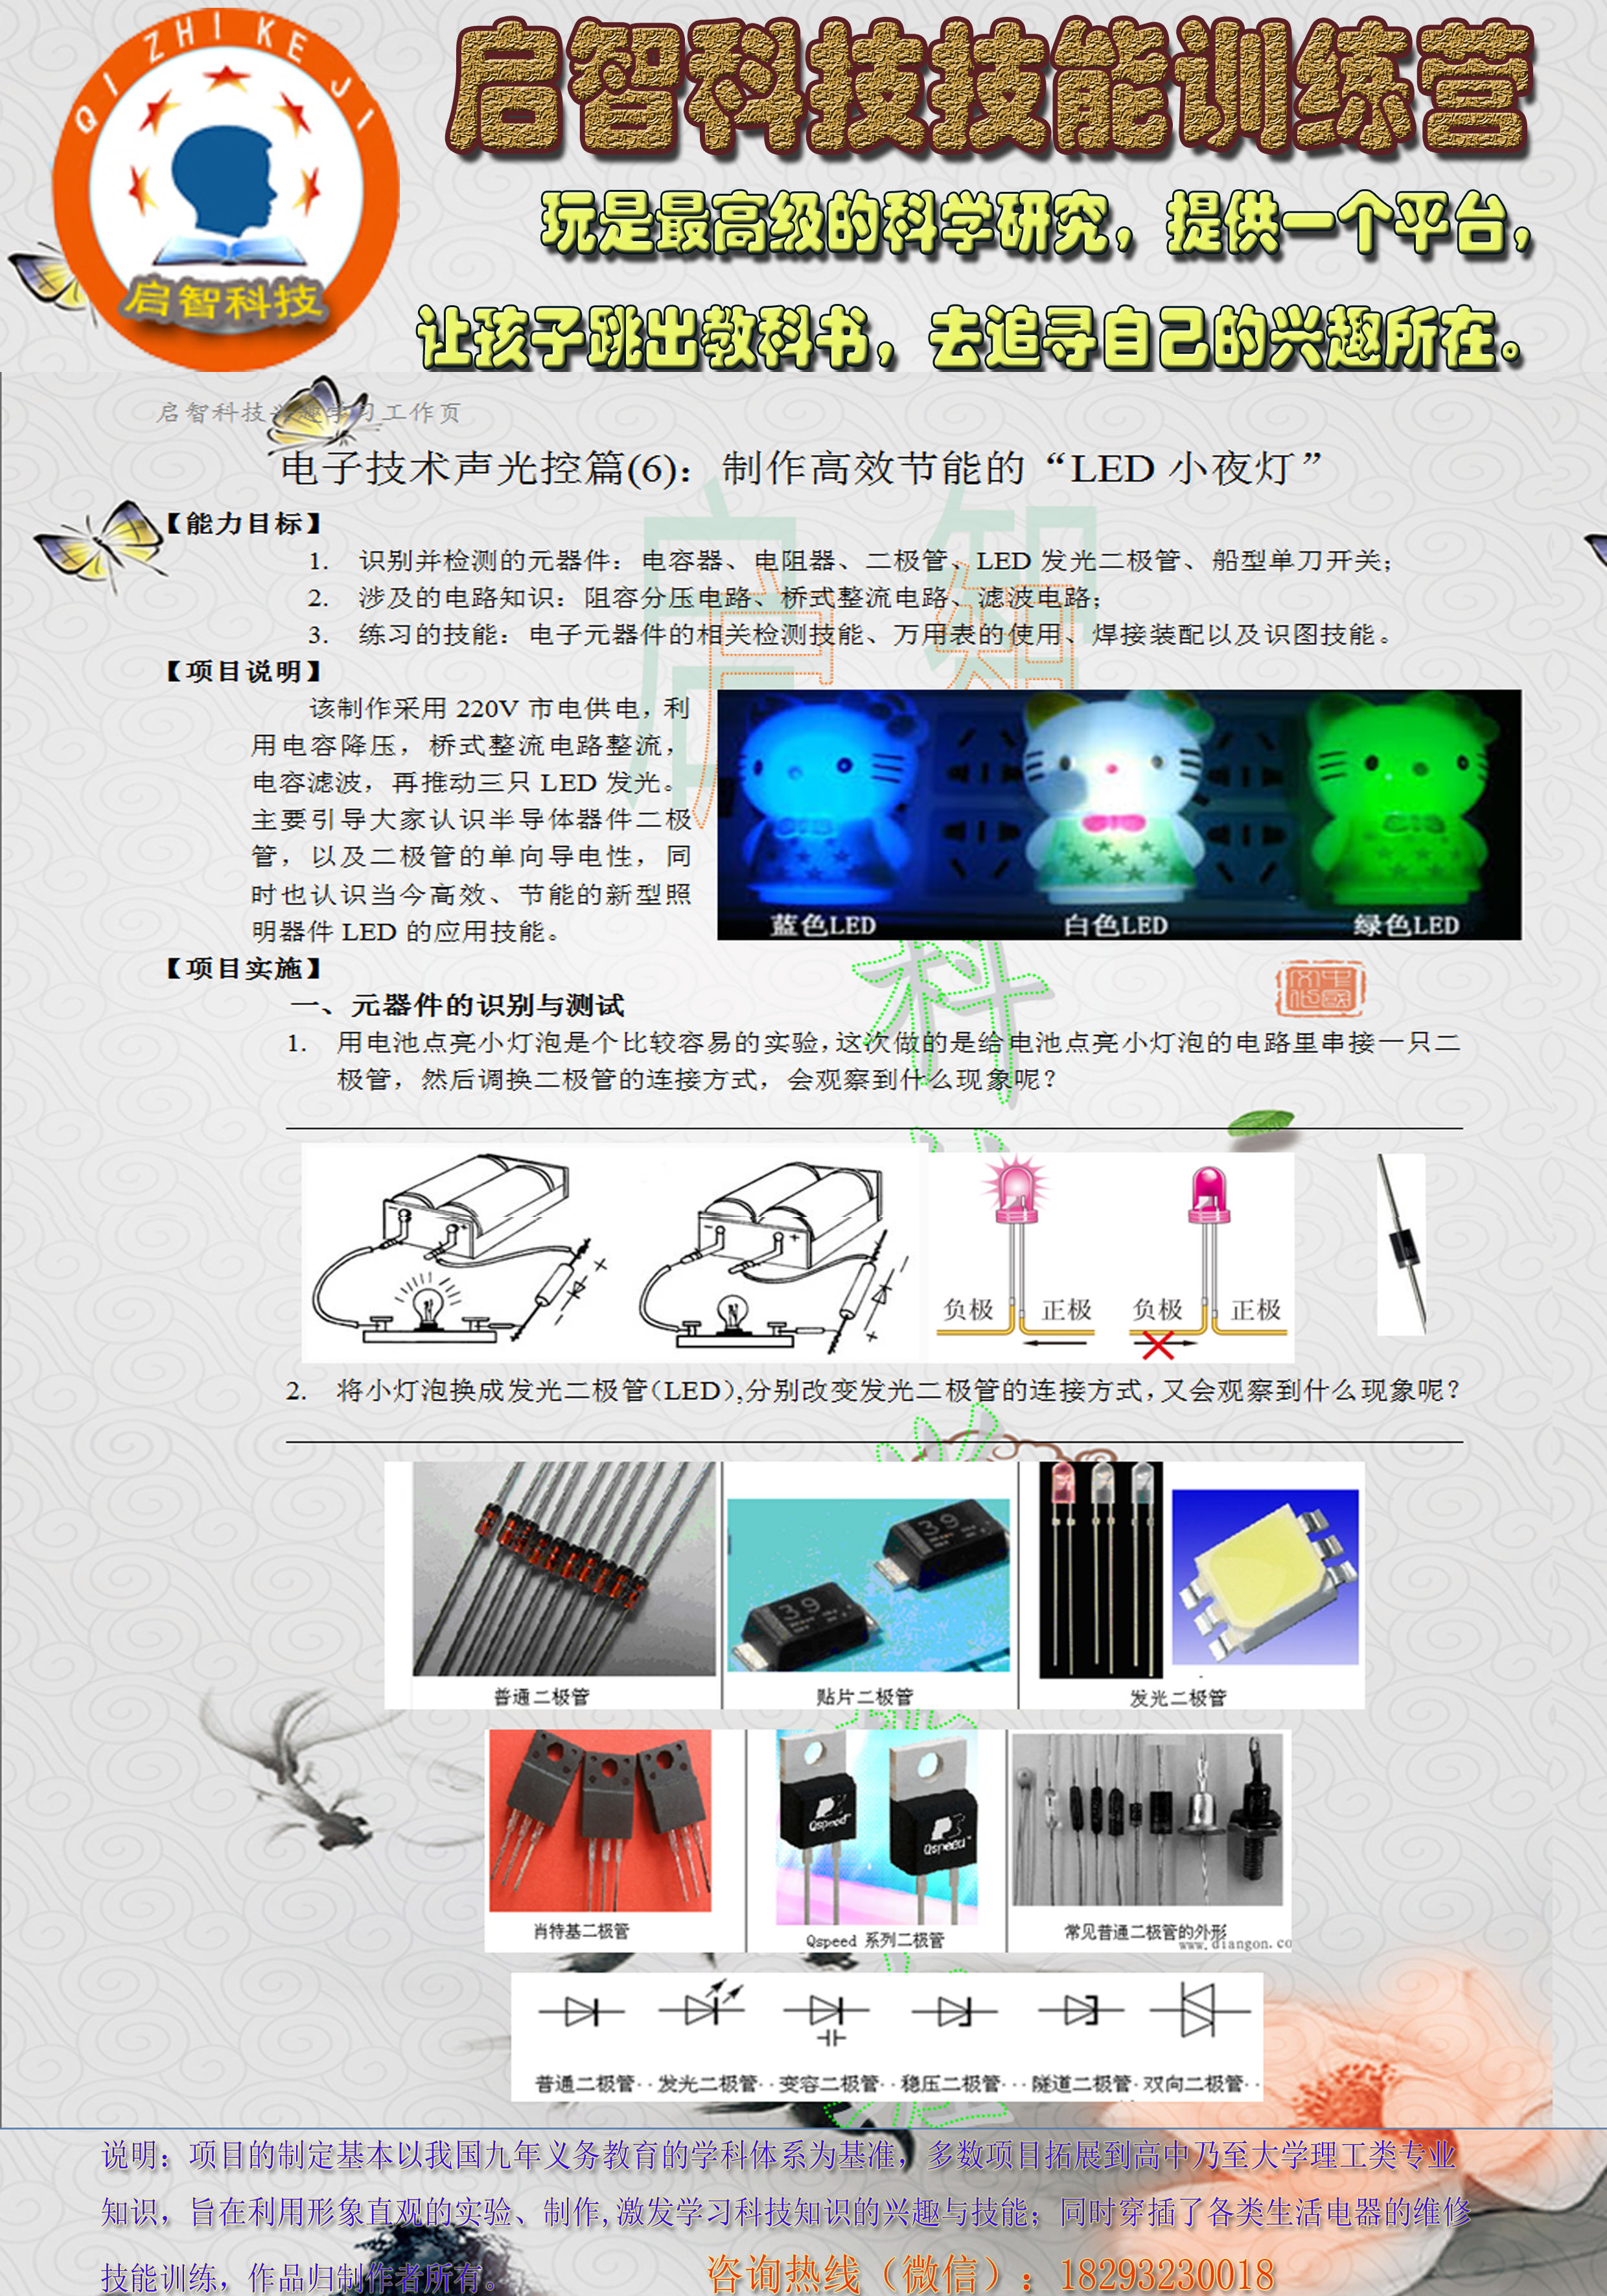 QI ZHI KE JI
启智科技
启智科技技能训练营
玩是最高级的科学研究，提供一个平台，
让孩子跳出教科书，去追寻自己的兴趣所在。
启智科技兴趣学习工作页
电子技术声光控篇(6)：制作高效节能的“LED 小夜灯”
【能力目标】
1. 识别并检测的元器件：电容器、电阻器、二极管、LED 发光二极管、船型单刀开关；
2. 涉及的电路知识：阻容分压电路、桥式整流电路、滤波电路；
3. 练习的技能：电子元器件的相关检测技能、万用表的使用、焊接装配以及识图技能。
【项目说明】
该制作采用 220V 市电供电，利
用电容降压，桥式整流电路整流，
电容滤波，再推动三只 LED 发光。
主要引导大家认识半导体器件二极
管，以及二极管的单向导电性，同
时也认识当今高效、节能的新型照
明器件 LED 的应用技能。
蓝色LED 白色LED 绿色LED
【项目实施】
一、元器件的识别与测试
1. 用电池点亮小灯泡是个比较容易的实验，这次做的是给电池点亮小灯泡的电路里串接一只二
极管，然后调换二极管的连接方式，会观察到什么现象呢？
负极 正极 负极 正极
2. 将小灯泡换成发光二极管（LED），分别改变发光二极管的连接方式，又会观察到什么现象呢？
39
39
普通二极管 贴片二极管 发光二极管
Qspeed
Qspeed
肖特基二极管 Qspeed 系列二极管 常见普通二极管的外形
www.diangon.co
普通二极管·· 发光二极管·· 变容二极管·· 稳压二极管··· 隧道二极管· 双向二极管··
说明：项目的制定基本以我国九年义务教育的学科体系为基准，多数项目拓展到高中乃至大学理工类专业
知识，旨在利用形象直观的实验、制作,激发学习科技知识的兴趣与技能；同时穿插了各类生活电器的维修
技能训练，作品归制作者所有。 咨询热线（微信）：18293230018